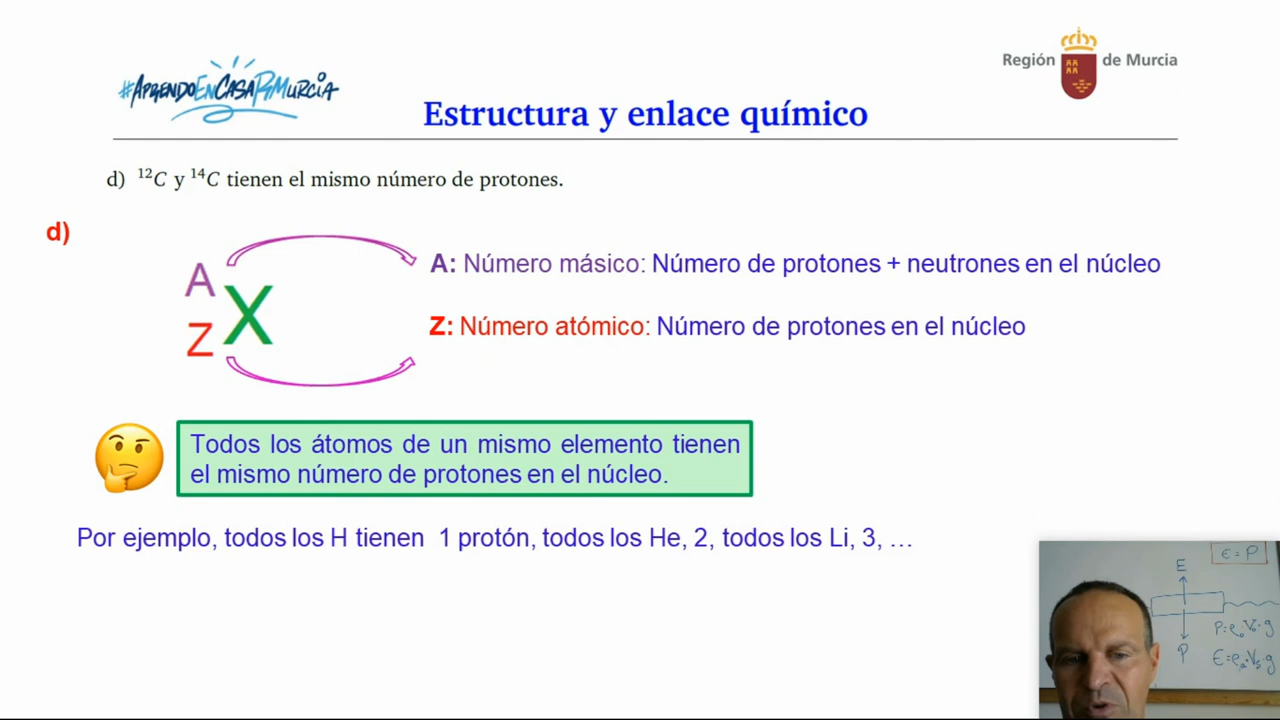 #AprendoEnCasaRMurcia
Región de Murcia
Estructura y enlace químico
d) ¹²C y ¹⁴C tienen el mismo número de protones.
d)
A
Z
X
A: Número másico: Número de protones + neutrones en el núcleo
Z: Número atómico: Número de protones en el núcleo
Todos los átomos de un mismo elemento tienen
el mismo número de protones en el núcleo.
Por ejemplo, todos los H tienen 1 protón, todos los He, 2, todos los Li, 3, ...
E
P